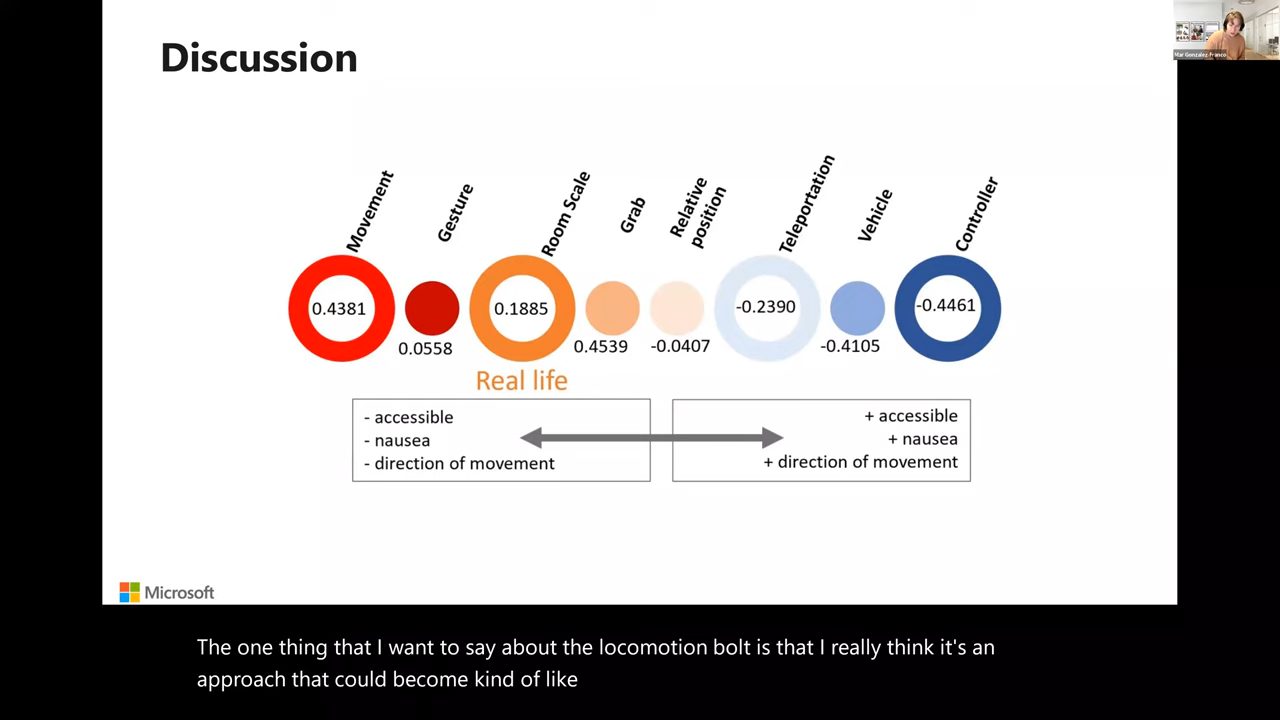 Discussion
Mar Gonzalez Franco
Movement
Gesture
Room Scale
Grab
Relative
position
Teleportation
Vehicle
Controller
0.4381
0.0558
0.1885
0.4539
-0.0407
-0.2390
-0.4105
-0.4461
Real life
- accessible
- nausea
- direction of movement
+ accessible
+ nausea
+ direction of movement
Microsoft
The one thing that I want to say about the locomotion bolt is that I really think it's an
approach that could become kind of like